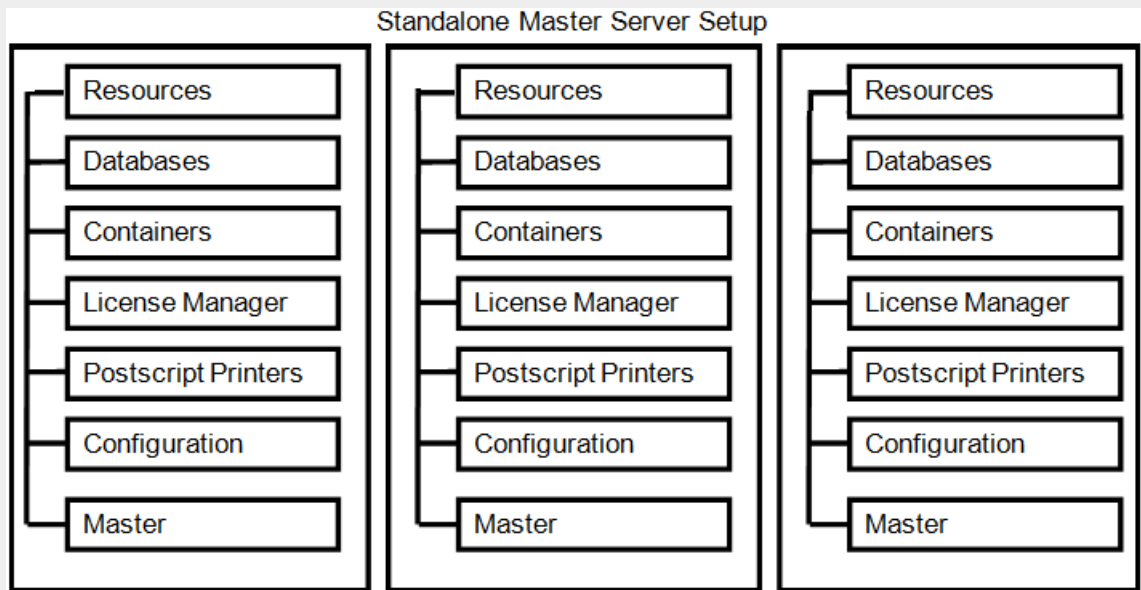 Standalone Master Server Setup
Resources
Databases
Containers
License Manager
Postscript Printers
Configuration
Master
Resources
Databases
Containers
License Manager
Postscript Printers
Configuration
Master
Resources
Databases
Containers
License Manager
Postscript Printers
Configuration
Master